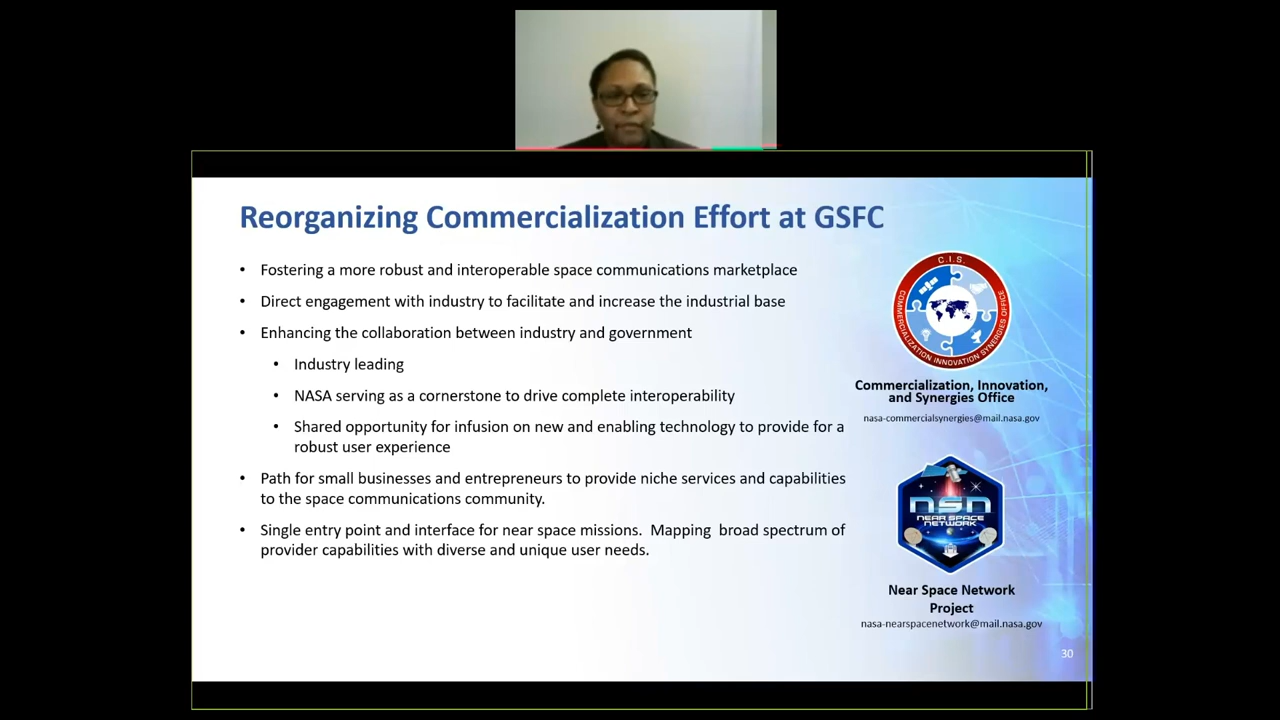 Reorganizing Commercialization Effort at GSFC
• Fostering a more robust and interoperable space communications marketplace
• Direct engagement with industry to facilitate and increase the industrial base
• Enhancing the collaboration between industry and government
• Industry leading
• NASA serving as a cornerstone to drive complete interoperability
• Shared opportunity for infusion on new and enabling technology to provide for a
robust user experience
• Path for small businesses and entrepreneurs to provide niche services and capabilities
to the space communications community.
• Single entry point and interface for near space missions. Mapping broad spectrum of
provider capabilities with diverse and unique user needs.
C.I.S.
COMMERCIALIZATION INNOVATION SYNERGIES OFFICE
Commercialization, Innovation,
and Synergies Office
nasa-commercialsynergies@mail.nasa.gov
nsn
NEAR SPACE
NETWORK
Near Space Network
Project
nasa-nearspacenetwork@mail.nasa.gov
30